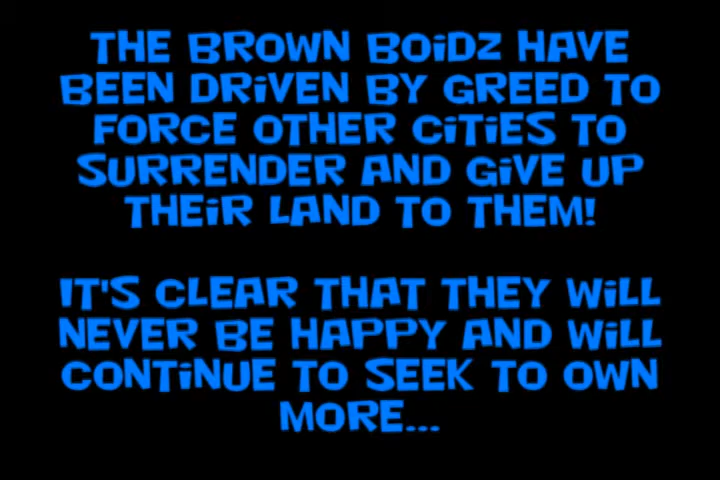 THE BROWN BOiDZ HAVE
BEEN DRiVEN BY GREED TO
FORCE OTHER CiTiES TO
SURRENDER AND GiVE UP
THEiR LAND TO THEM!
IT'S CLEAR THAT THEY WiLL
NEVER BE HAPPY AND WiLL
CONTiNUE TO SEEK TO OWN
MORE...